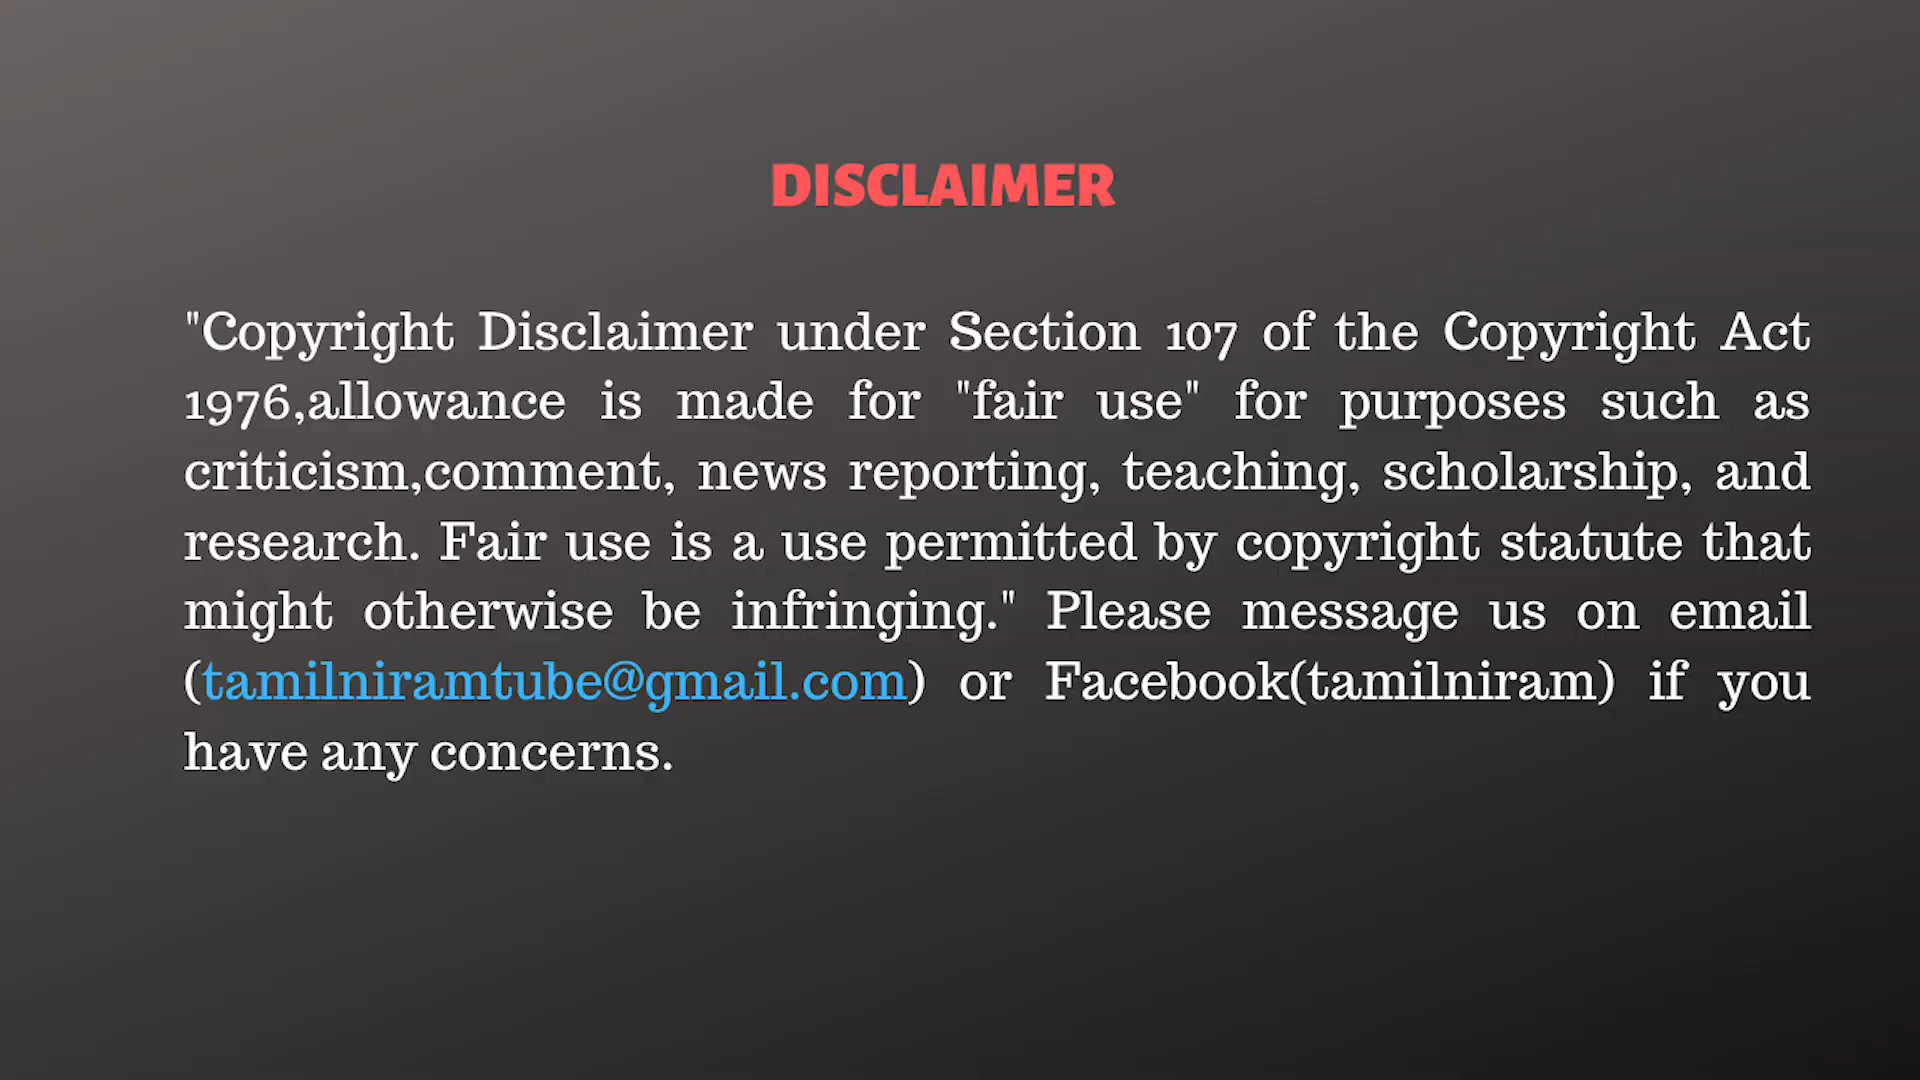 DISCLAIMER
"Copyright Disclaimer under Section 107 of the Copyright Act
1976,allowance is made for "fair use" for purposes such as
criticism,comment, news reporting, teaching, scholarship, and
research. Fair use is a use permitted by copyright statute that
might otherwise be infringing." Please message us on email
(tamilniramtube@gmail.com) or Facebook(tamilniram) if you
have any concerns.